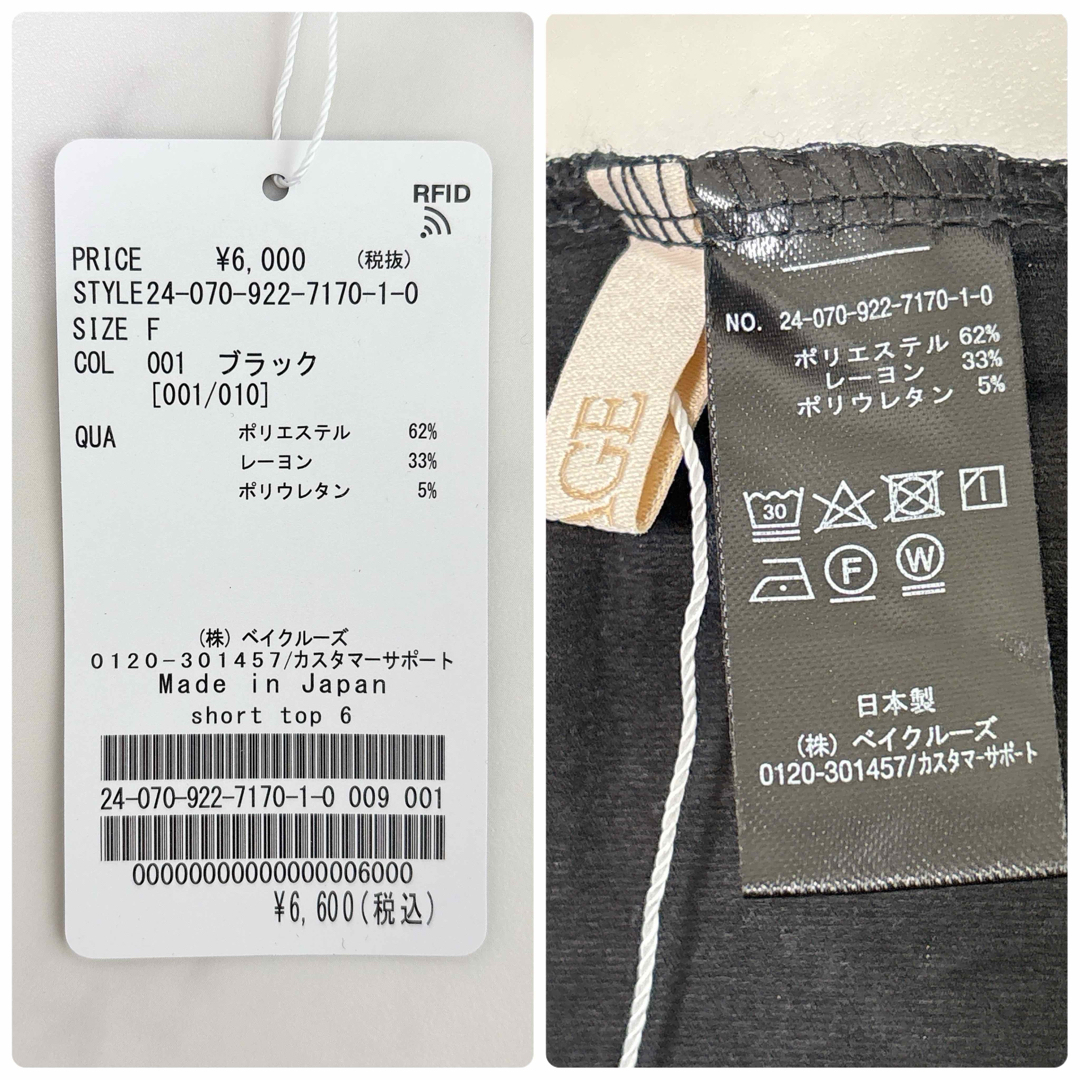 RFID
PRICE ¥6,000 (税抜)
STYLE24-070-922-7170-1-0
SIZE F
COL 001 ブラック
[001/010]
QUA ポリエステル 62%
レーヨン 33%
ポリウレタン 5%
(株) ベイクルーズ
0120-301457/カスタマーサポート
Made in Japan
short top 6
24-070-922-7170-1-0 009 001
00000000000000006000
¥6,600(税込)
GE
NO. 24-070-922-7170-1-0
ポリエステル 62%
レーヨン 33%
ポリウレタン 5%
30
F
W
日本製
(株) ベイクルーズ
0120-301457/カスタマーサポート